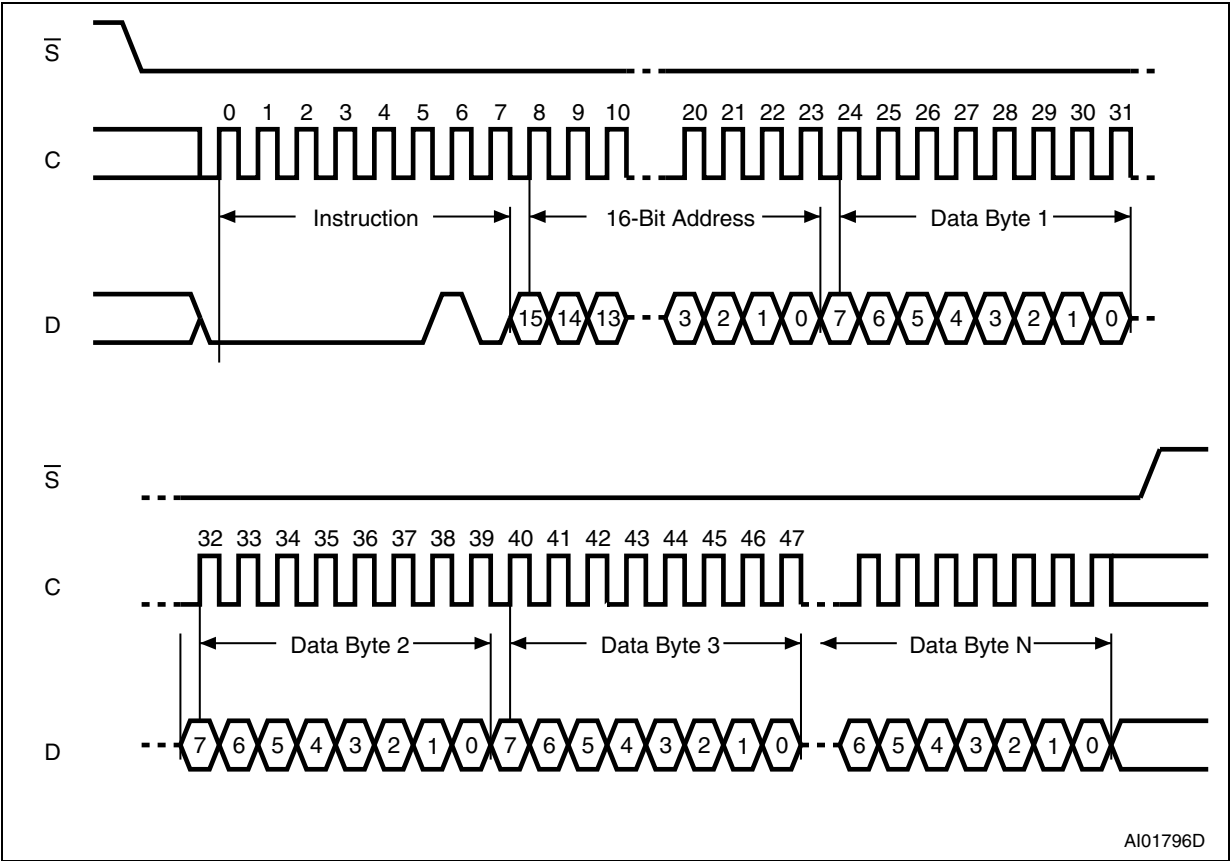 S̅
0 1 2 3 4 5 6 7 8 9 10 20 21 22 23 24 25 26 27 28 29 30 31
C
Instruction 16-Bit Address Data Byte 1
D 15 14 13 3 2 1 0 7 6 5 4 3 2 1 0
S̅
32 33 34 35 36 37 38 39 40 41 42 43 44 45 46 47
C
Data Byte 2 Data Byte 3 Data Byte N
D 7 6 5 4 3 2 1 0 7 6 5 4 3 2 1 0 6 5 4 3 2 1 0
AI01796D